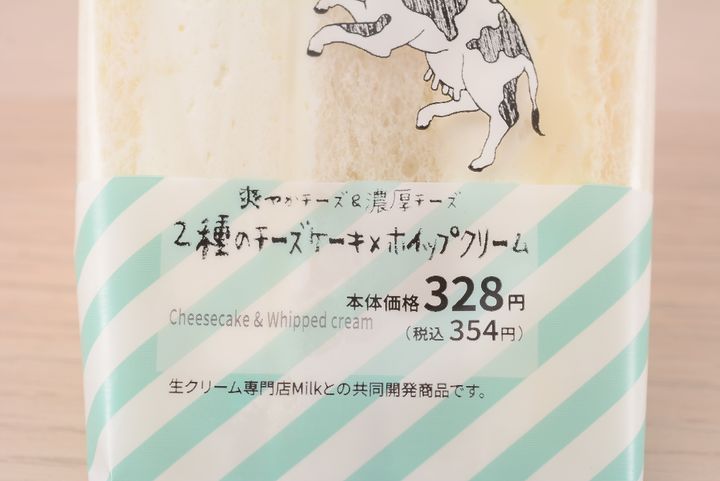 爽やかチーズ&濃厚チーズ
2種のチーズケーキ×ホイップクリーム
本体価格328円
Cheesecake & Whipped cream
(税込 354円)
生クリーム専門店Milkとの共同開発商品です。